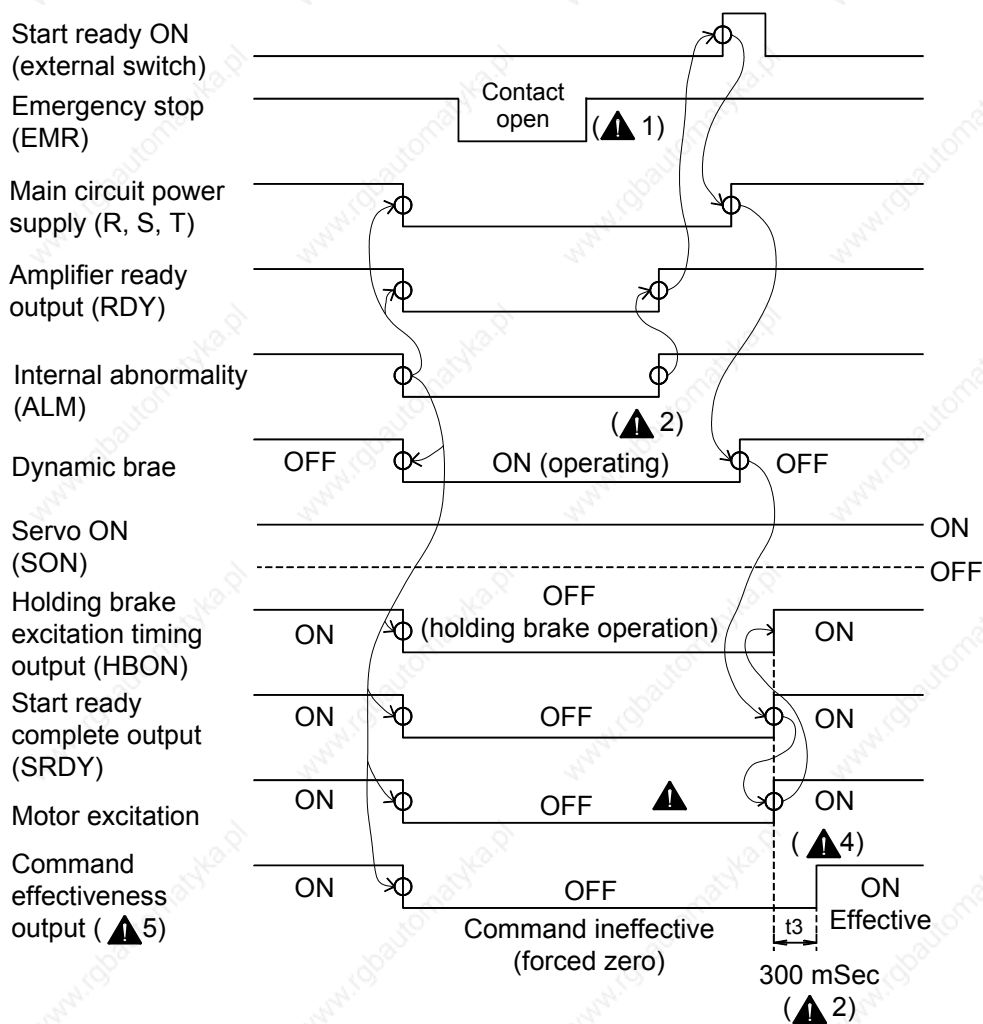 Start ready ON
(external switch)
Emergency stop
(EMR)
Contact
open
(⚠ 1)
Main circuit power
supply (R, S, T)
Amplifier ready
output (RDY)
Internal abnormality
(ALM)
(⚠ 2)
Dynamic brae
OFF
ON (operating)
OFF
Servo ON
(SON)
ON
OFF
Holding brake
excitation timing
output (HBON)
ON
OFF
(holding brake operation)
ON
Start ready
complete output
(SRDY)
ON
OFF
ON
Motor excitation
ON
OFF
⚠
ON
(⚠4)
Command
effectiveness
output (⚠5)
ON
OFF
ON
Effective
Command ineffective
(forced zero)
t3
300 mSec
(⚠ 2)
www.rgbautomatyka.pl